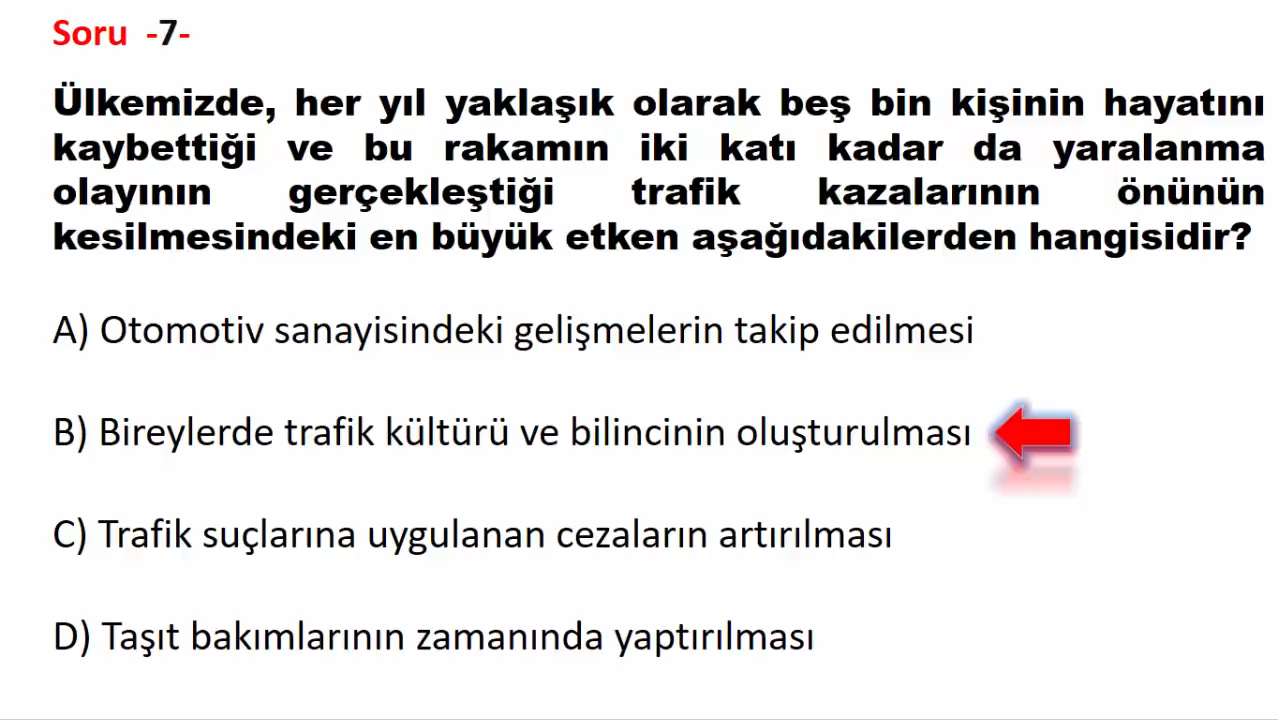 Soru -7-
Ülkemizde, her yıl yaklaşık olarak beş bin kişinin hayatını
kaybettiği ve bu rakamın iki katı kadar da yaralanma
olayının gerçekleştiği trafik kazalarının önünün
kesilmesindeki en büyük etken aşağıdakilerden hangisidir?
A) Otomotiv sanayisindeki gelişmelerin takip edilmesi
B) Bireylerde trafik kültürü ve bilincinin oluşturulması
C) Trafik suçlarına uygulanan cezaların artırılması
D) Taşıt bakımlarının zamanında yaptırılması